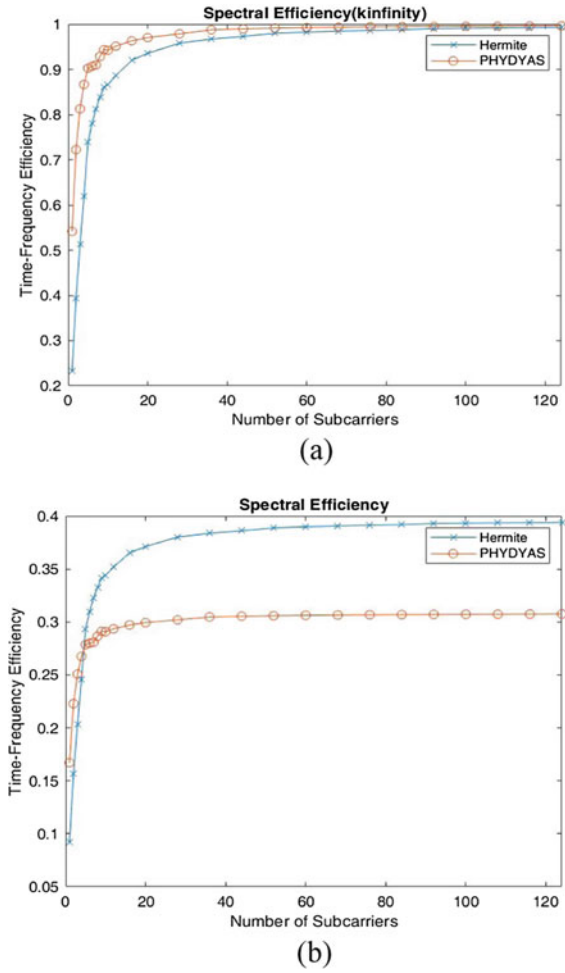 Spectral Efficiency(kinfinity)
Time-Frequency Efficiency
1
0.9
0.8
0.7
0.6
0.5
0.4
0.3
0.2
Hermite
PHYDYAS
0 20 40 60 80 100 120
Number of Subcarriers
(a)
Spectral Efficiency
Time-Frequency Efficiency
0.4
0.35
0.3
0.25
0.2
0.15
0.1
0.05
Hermite
PHYDYAS
0 20 40 60 80 100 120
Number of Subcarriers
(b)